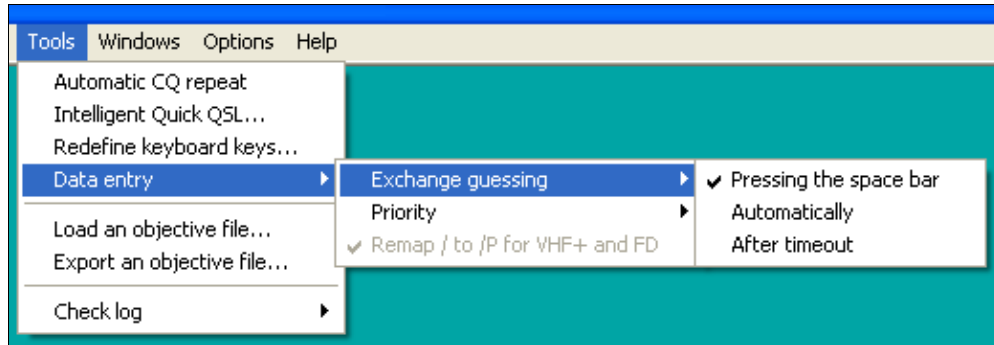 Tools Windows Options Help
Automatic CQ repeat
Intelligent Quick QSL...
Redefine keyboard keys...
Data entry
Exchange guessing
Pressing the space bar
Priority
Automatically
Remap / to /P for VHF+ and FD
After timeout
Load an objective file...
Export an objective file...
Check log